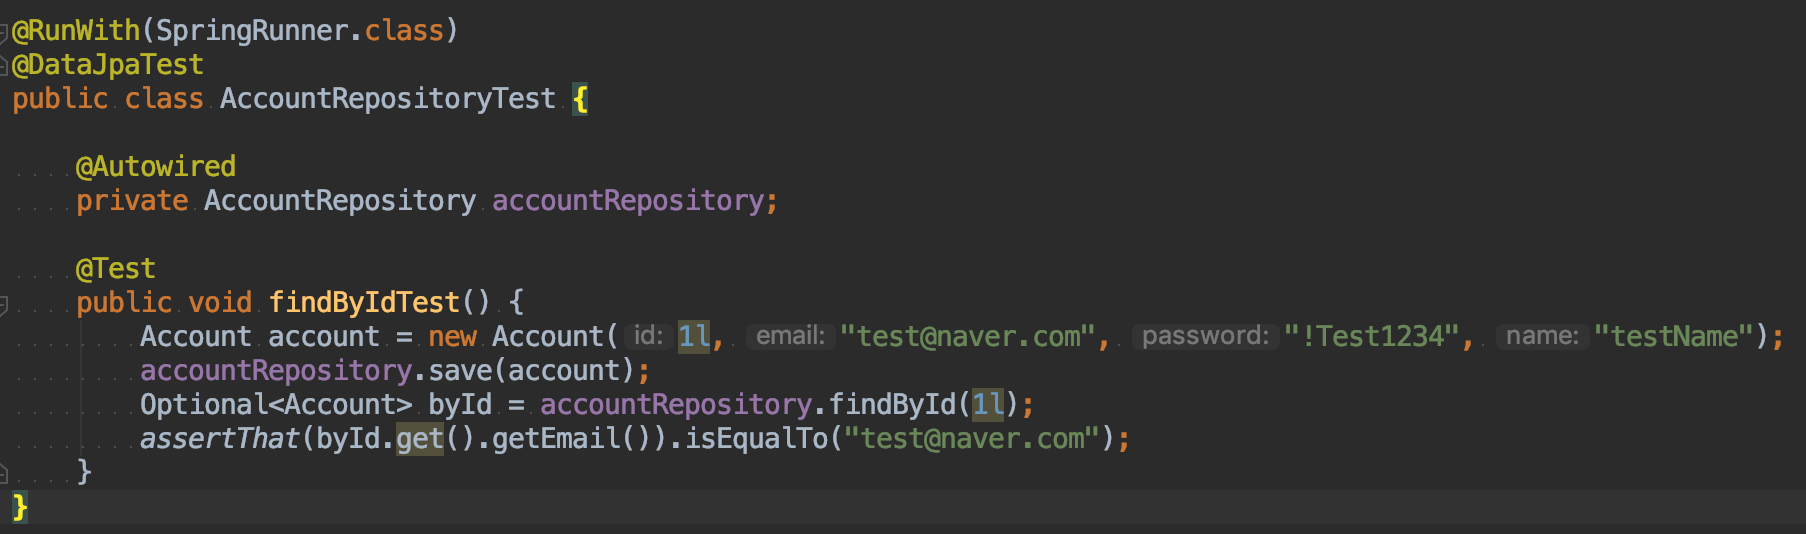 @RunWith(SpringRunner.class)
@DataJpaTest
public class AccountRepositoryTest {
@Autowired
private AccountRepository accountRepository;
@Test
public void findByIdTest() {
Account account = new Account( id: 1l, email: "test@naver.com", password: "!Test1234", name: "testName");
accountRepository.save(account);
Optional<Account> byId = accountRepository.findById(1l);
assertThat(byId.get().getEmail()).isEqualTo("test@naver.com");
}
}